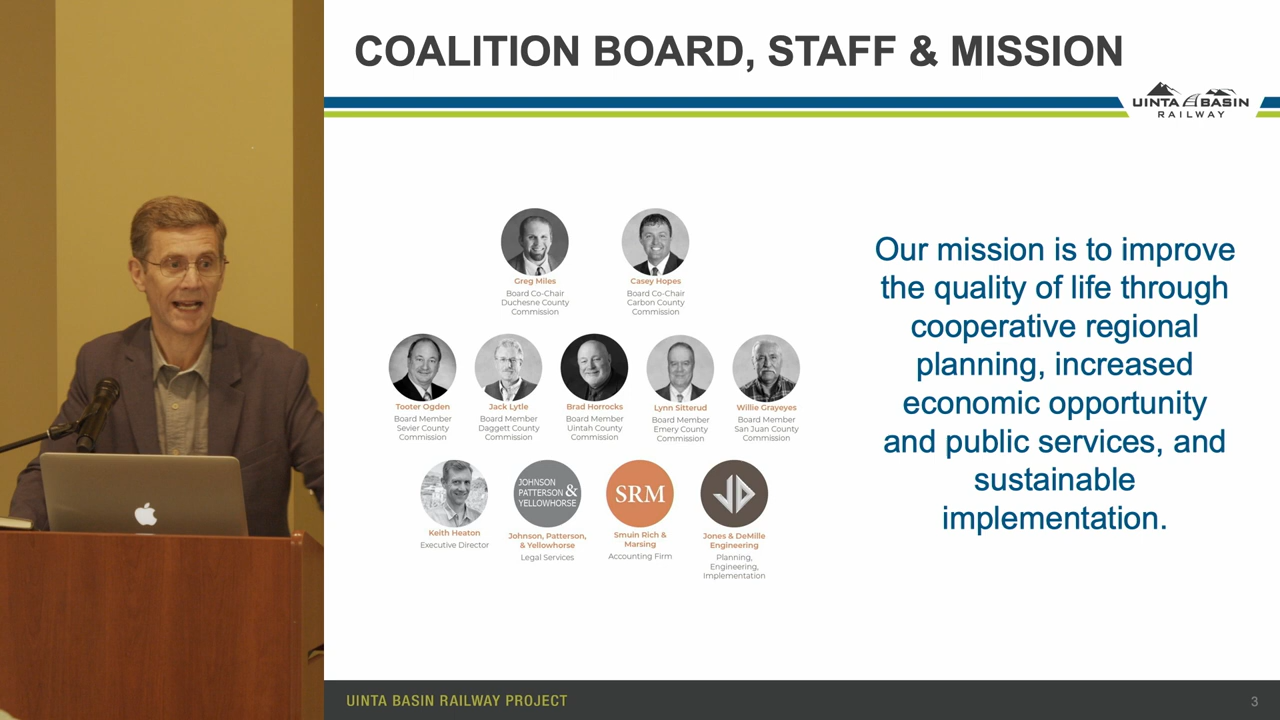 COALITION BOARD, STAFF & MISSION
UINTA BASIN
RAILWAY
Greg Miles
Board Co-Chair
Duchesne County
Commission
Casey Hopes
Board Co-Chair
Carbon County
Commission
Tooter Ogden
Board Member
Sevier County
Commission
Jack Lytle
Board Member
Daggett County
Commission
Brad Horrocks
Board Member
Uintah County
Commission
Lynn Sitterud
Board Member
Emery County
Commission
Willie Grayeyes
Board Member
San Juan County
Commission
Keith Heaton
Executive Director
JOHNSON
PATTERSON &
YELLOWHORSE
Johnson, Patterson,
& Yellowhorse
Legal Services
SRM
Smuin Rich &
Marsing
Accounting Firm
JD
Jones & DeMille
Engineering
Planning,
Engineering,
Implementation
Our mission is to improve
the quality of life through
cooperative regional
planning, increased
economic opportunity
and public services, and
sustainable
implementation.
UINTA BASIN RAILWAY PROJECT
3